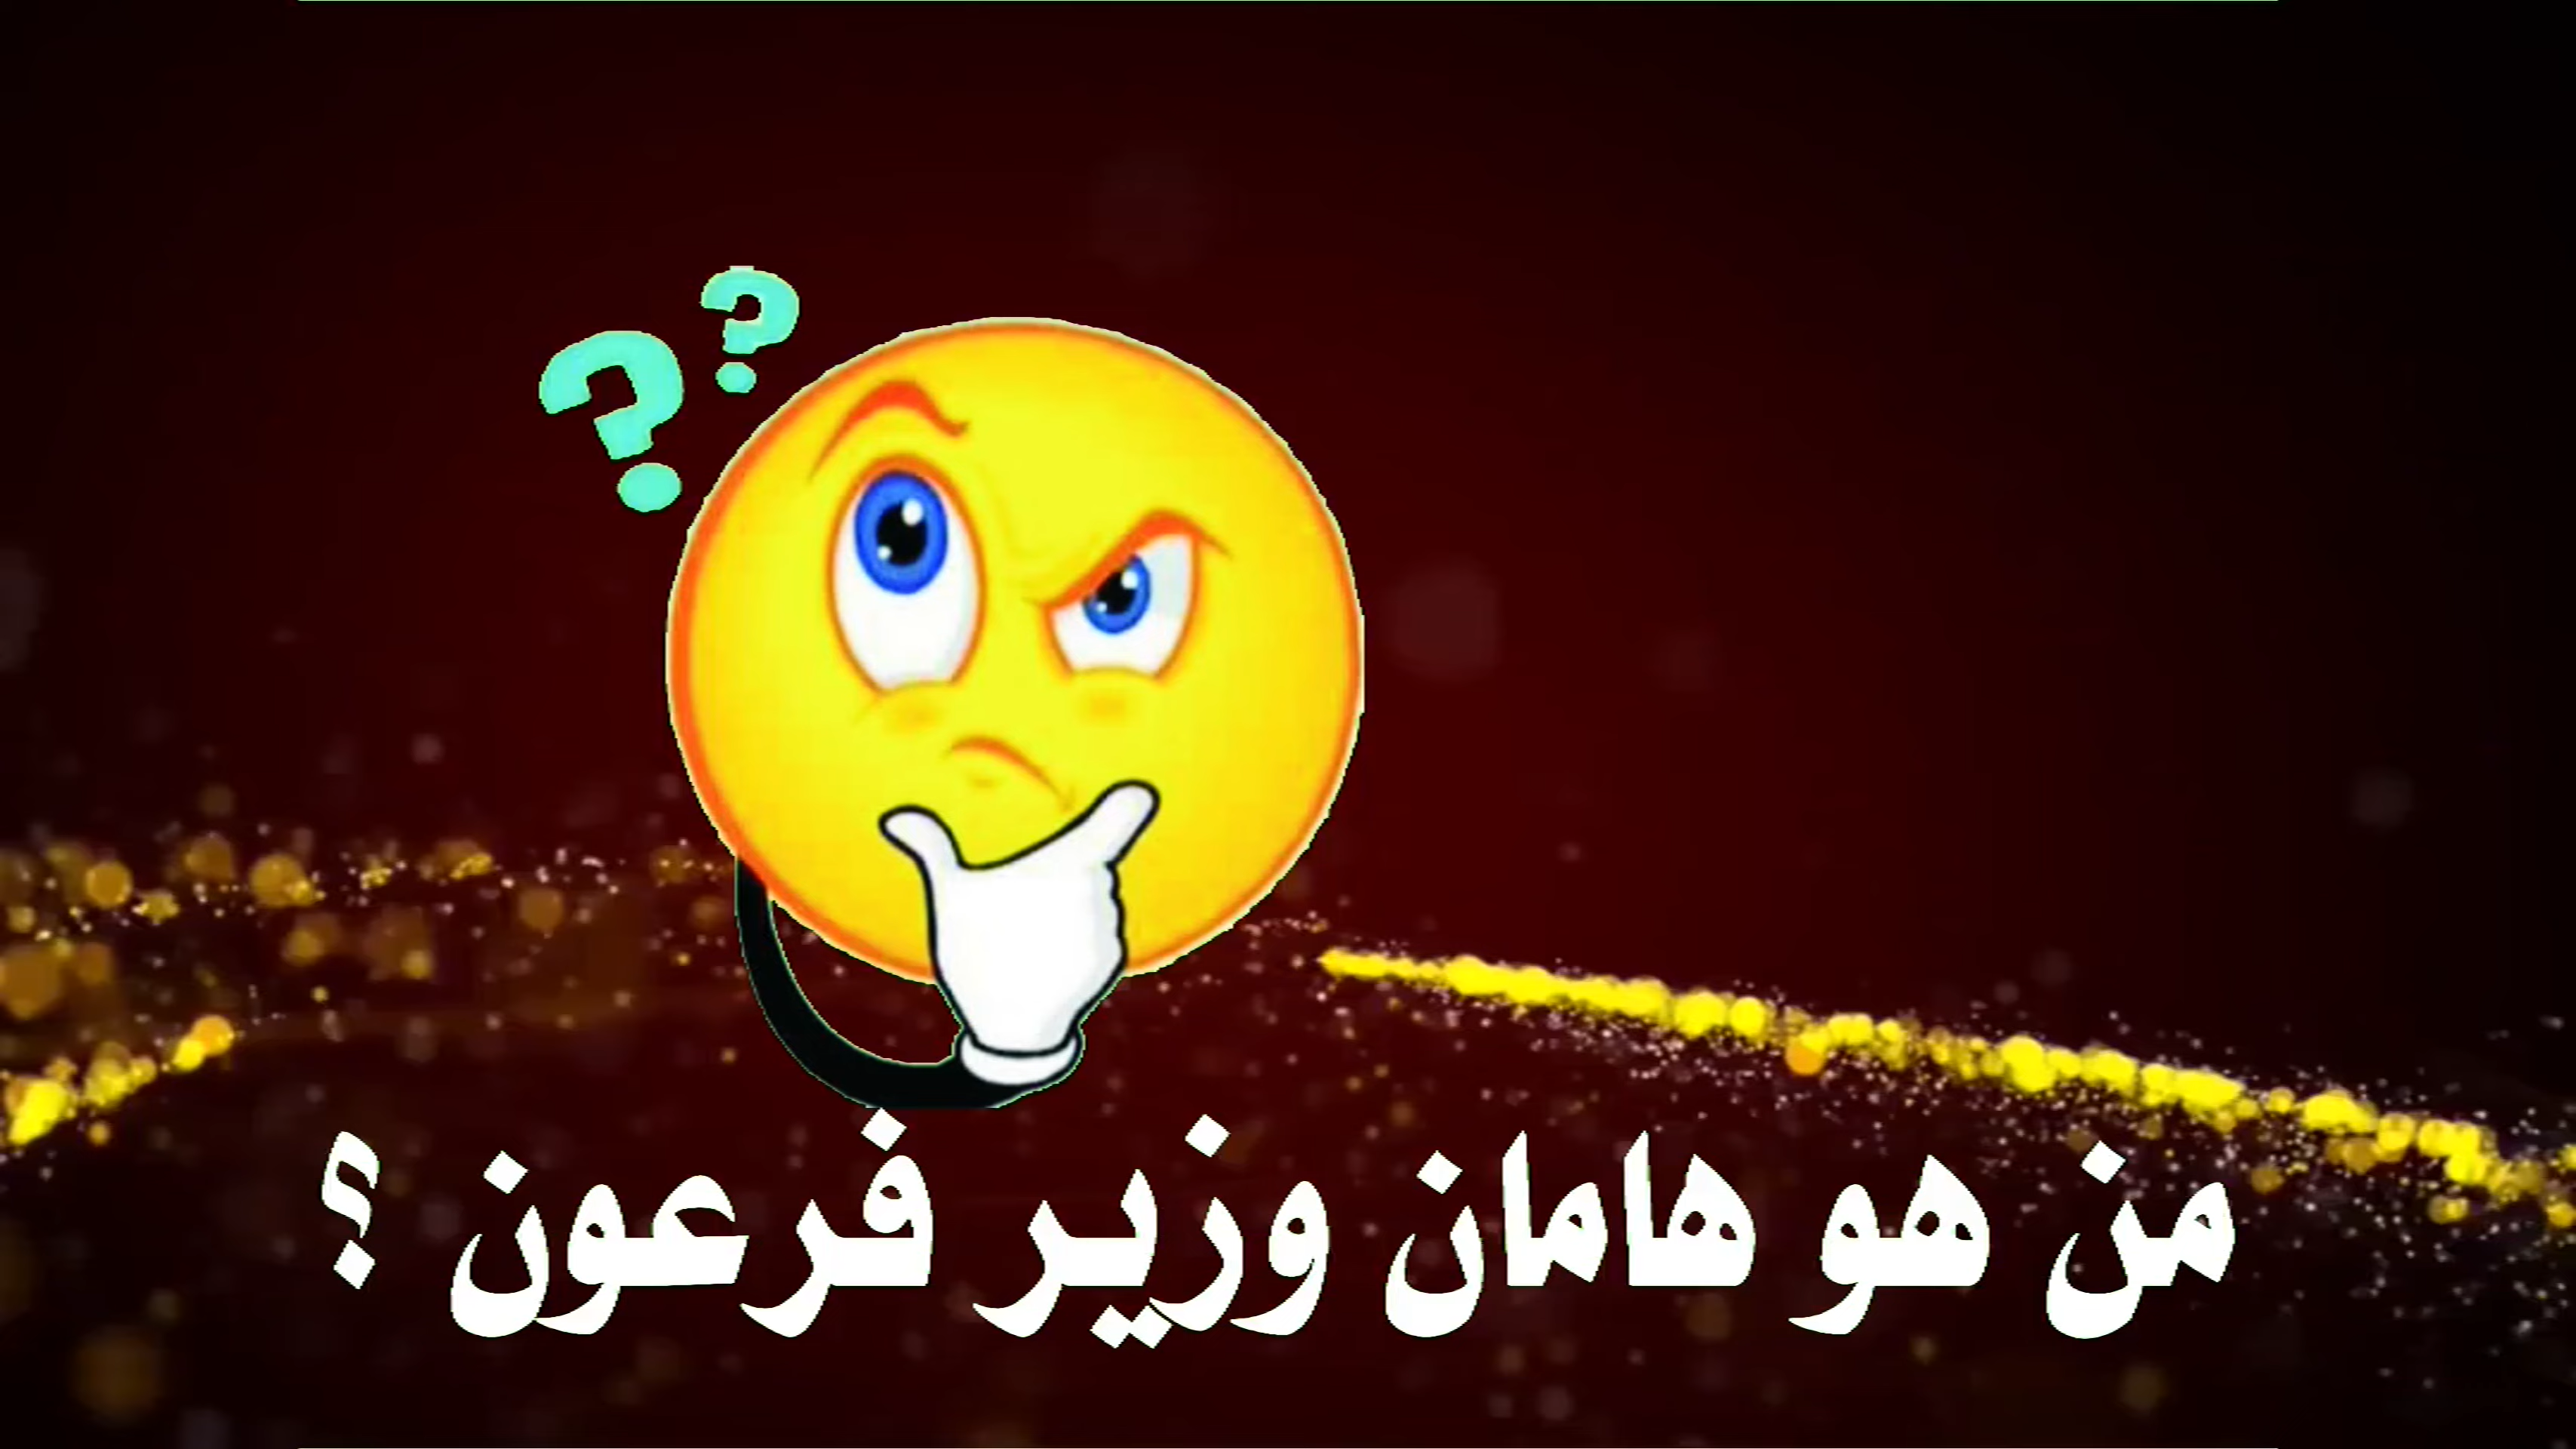 ؟ ؟
من هو هامان وزير فرعون ؟